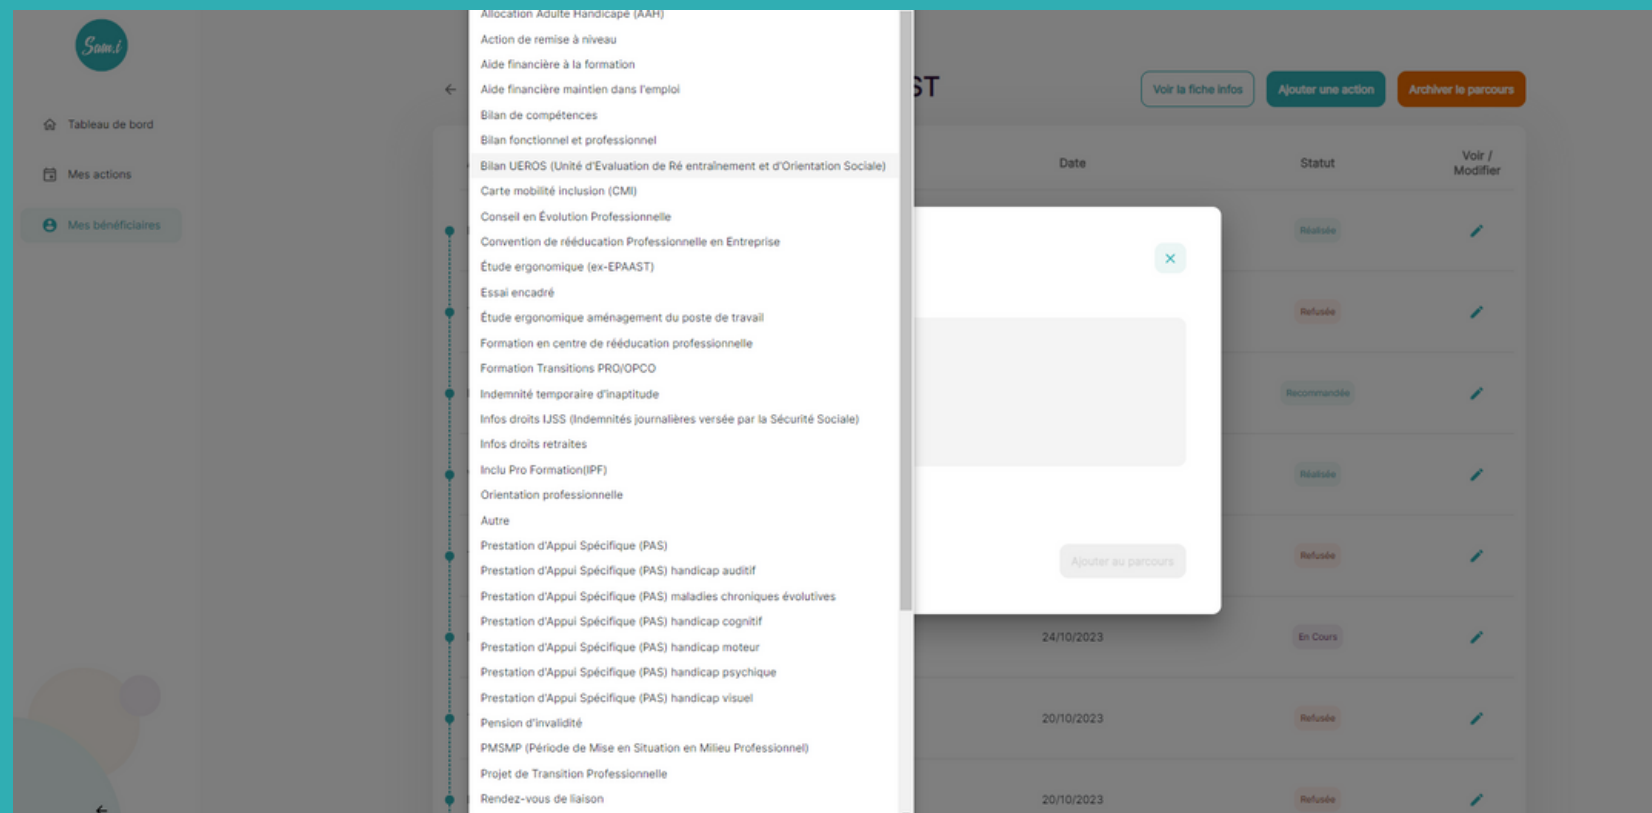 Sam.i
Tableau de bord
Mes actions
Mes bénéficiaires
Allocation Adulte Handicapé (AAH)
Action de remise à niveau
Aide financière à la formation
Aide financière maintien dans l'emploi
Bilan de compétences
Bilan fonctionnel et professionnel
Bilan UEROS (Unité d'Evaluation de Ré entraînement et d'Orientation Sociale)
Carte mobilité inclusion (CMI)
Conseil en Évolution Professionnelle
Convention de rééducation Professionnelle en Entreprise
Étude ergonomique (ex-EPAAST)
Essai encadré
Étude ergonomique aménagement du poste de travail
Formation en centre de rééducation professionnelle
Formation Transitions PRO/OPCO
Indemnité temporaire d'inaptitude
Infos droits IJSS (Indemnités journalières versée par la Sécurité Sociale)
Infos droits retraites
Inclu Pro Formation(IPF)
Orientation professionnelle
Autre
Prestation d'Appui Spécifique (PAS)
Prestation d'Appui Spécifique (PAS) handicap auditif
Prestation d'Appui Spécifique (PAS) maladies chroniques évolutives
Prestation d'Appui Spécifique (PAS) handicap cognitif
Prestation d'Appui Spécifique (PAS) handicap moteur
Prestation d'Appui Spécifique (PAS) handicap psychique
Prestation d'Appui Spécifique (PAS) handicap visuel
Pension d'invalidité
PMSMP (Période de Mise en Situation en Milieu Professionnel)
Projet de Transition Professionnelle
Rendez-vous de liaison
ST
Voir la fiche infos
Ajouter une action
Archiver le parcours
Date
Statut
Voir /
Modifier
Réalisée
Refusée
Recommandée
Réalisée
Refusée
Ajouter au parcours
24/10/2023
En Cours
20/10/2023
Refusée
20/10/2023
Refusée